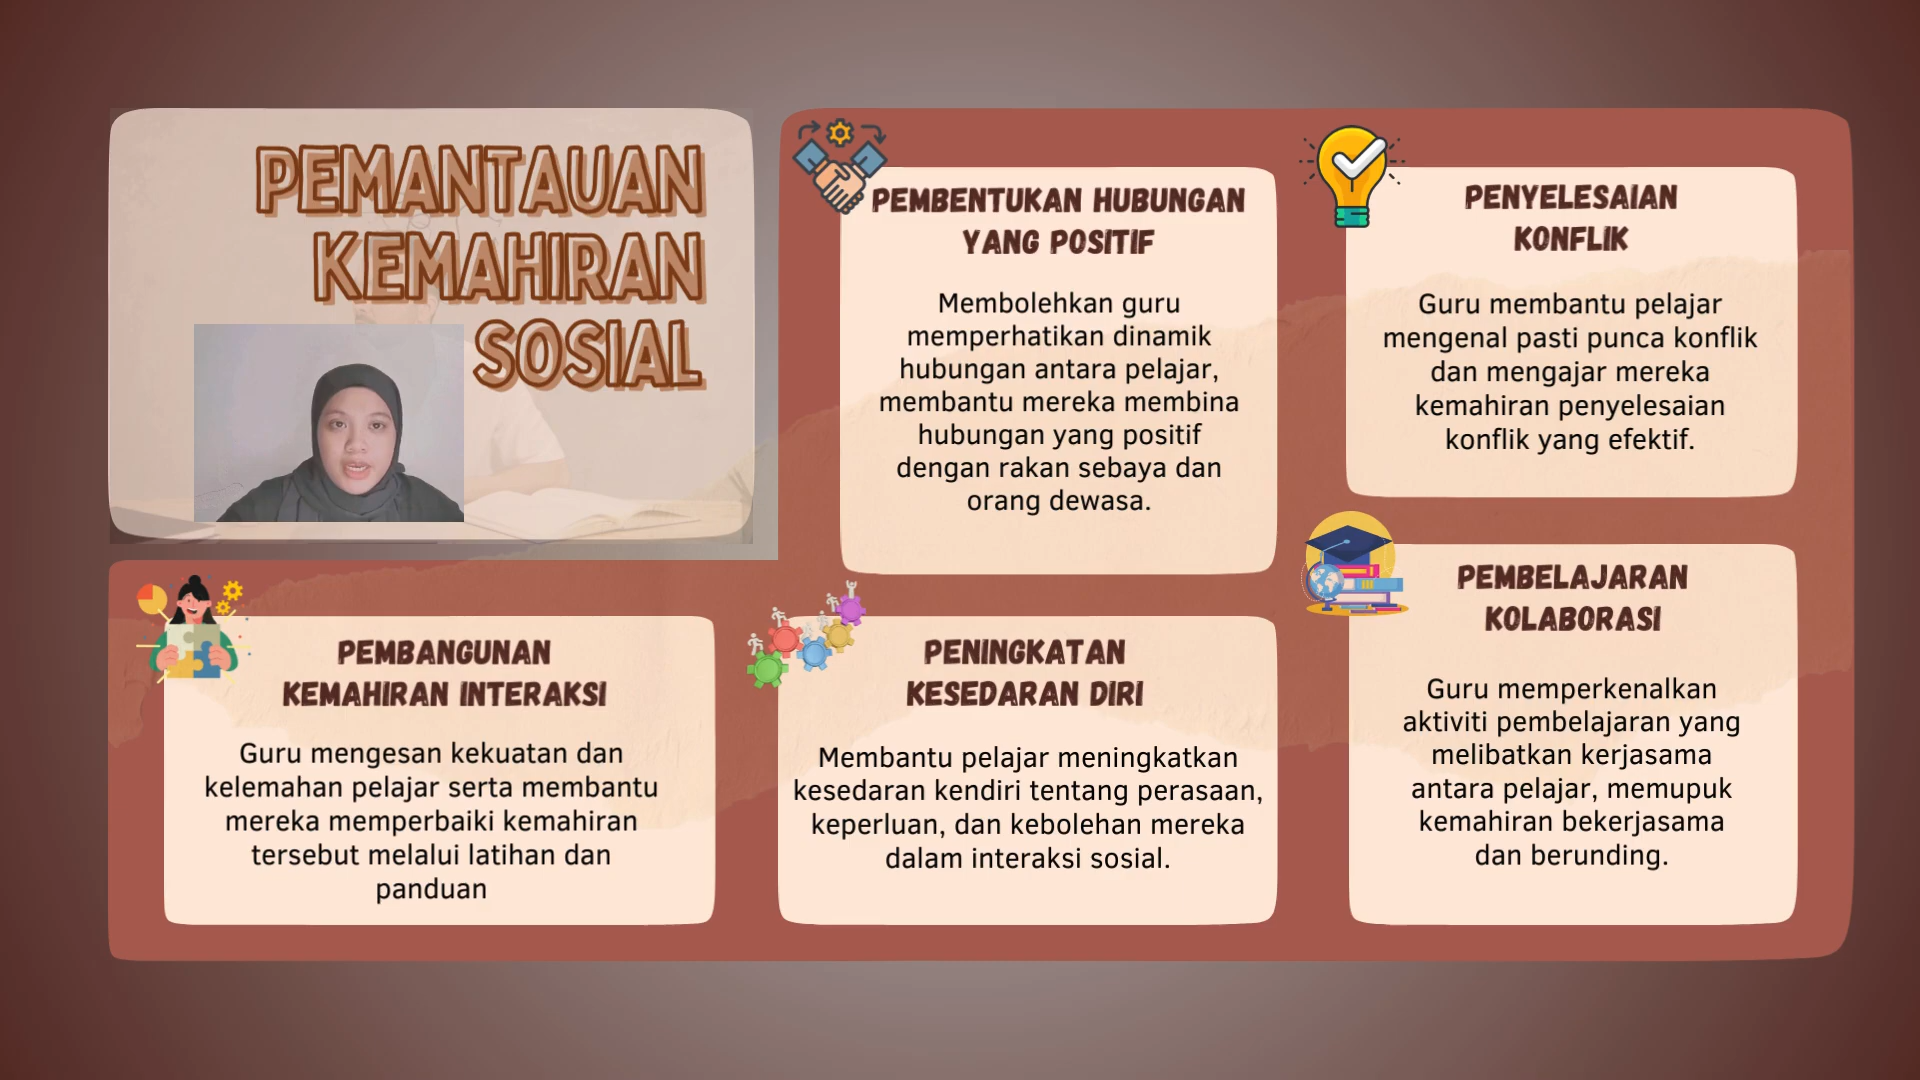 PEMANTAUAN
KEMAHIRAN
SOSIAL
PEMBENTUKAN HUBUNGAN
YANG POSITIF
Membolehkan guru
memperhatikan dinamik
hubungan antara pelajar,
membantu mereka membina
hubungan yang positif
dengan rakan sebaya dan
orang dewasa.
PENYELESAIAN
KONFLIK
Guru membantu pelajar
mengenal pasti punca konflik
dan mengajar mereka
kemahiran penyelesaian
konflik yang efektif.
PEMBANGUNAN
KEMAHIRAN INTERAKSI
Guru mengesan kekuatan dan
kelemahan pelajar serta membantu
mereka memperbaiki kemahiran
tersebut melalui latihan dan
panduan
PENINGKATAN
KESEDARAN DIRI
Membantu pelajar meningkatkan
kesedaran kendiri tentang perasaan,
keperluan, dan kebolehan mereka
dalam interaksi sosial.
PEMBELAJARAN
KOLABORASI
Guru memperkenalkan
aktiviti pembelajaran yang
melibatkan kerjasama
antara pelajar, memupuk
kemahiran bekerjasama
dan berunding.